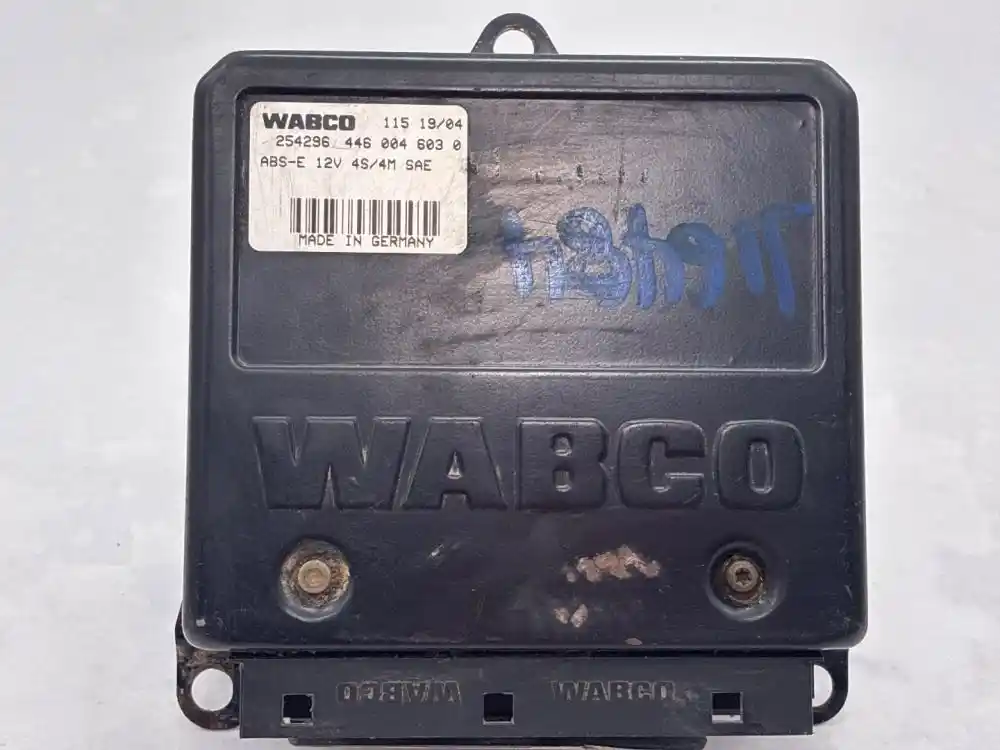 WABCO 115 19/04
254296 446 004 603 0
ABS-E 12V 4S/4M SAE
MADE IN GERMANY
WABCO
WABCO WABCO